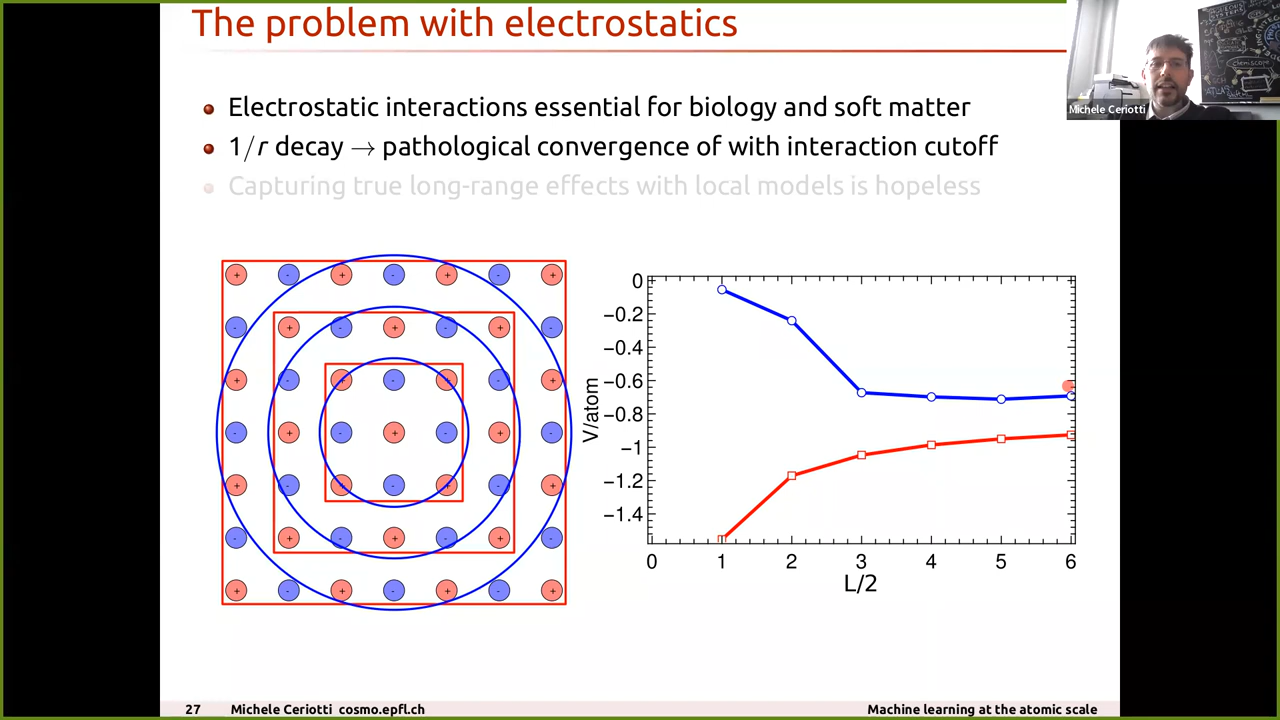 The problem with electrostatics
Michele Ceriotti
Electrostatic interactions essential for biology and soft matter
1/r decay → pathological convergence of with interaction cutoff
Capturing true long-range effects with local models is hopeless
+ - + - + - +
- + - + - + -
+ - + - + - +
- + - + - + -
+ - + - + - +
- + - + - + -
+ - + - + - +
V/atom
0
−0.2
−0.4
−0.6
−0.8
−1
−1.2
−1.4
0 1 2 3 4 5 6
L/2
27 Michele Ceriotti cosmo.epfl.ch Machine learning at the atomic scale